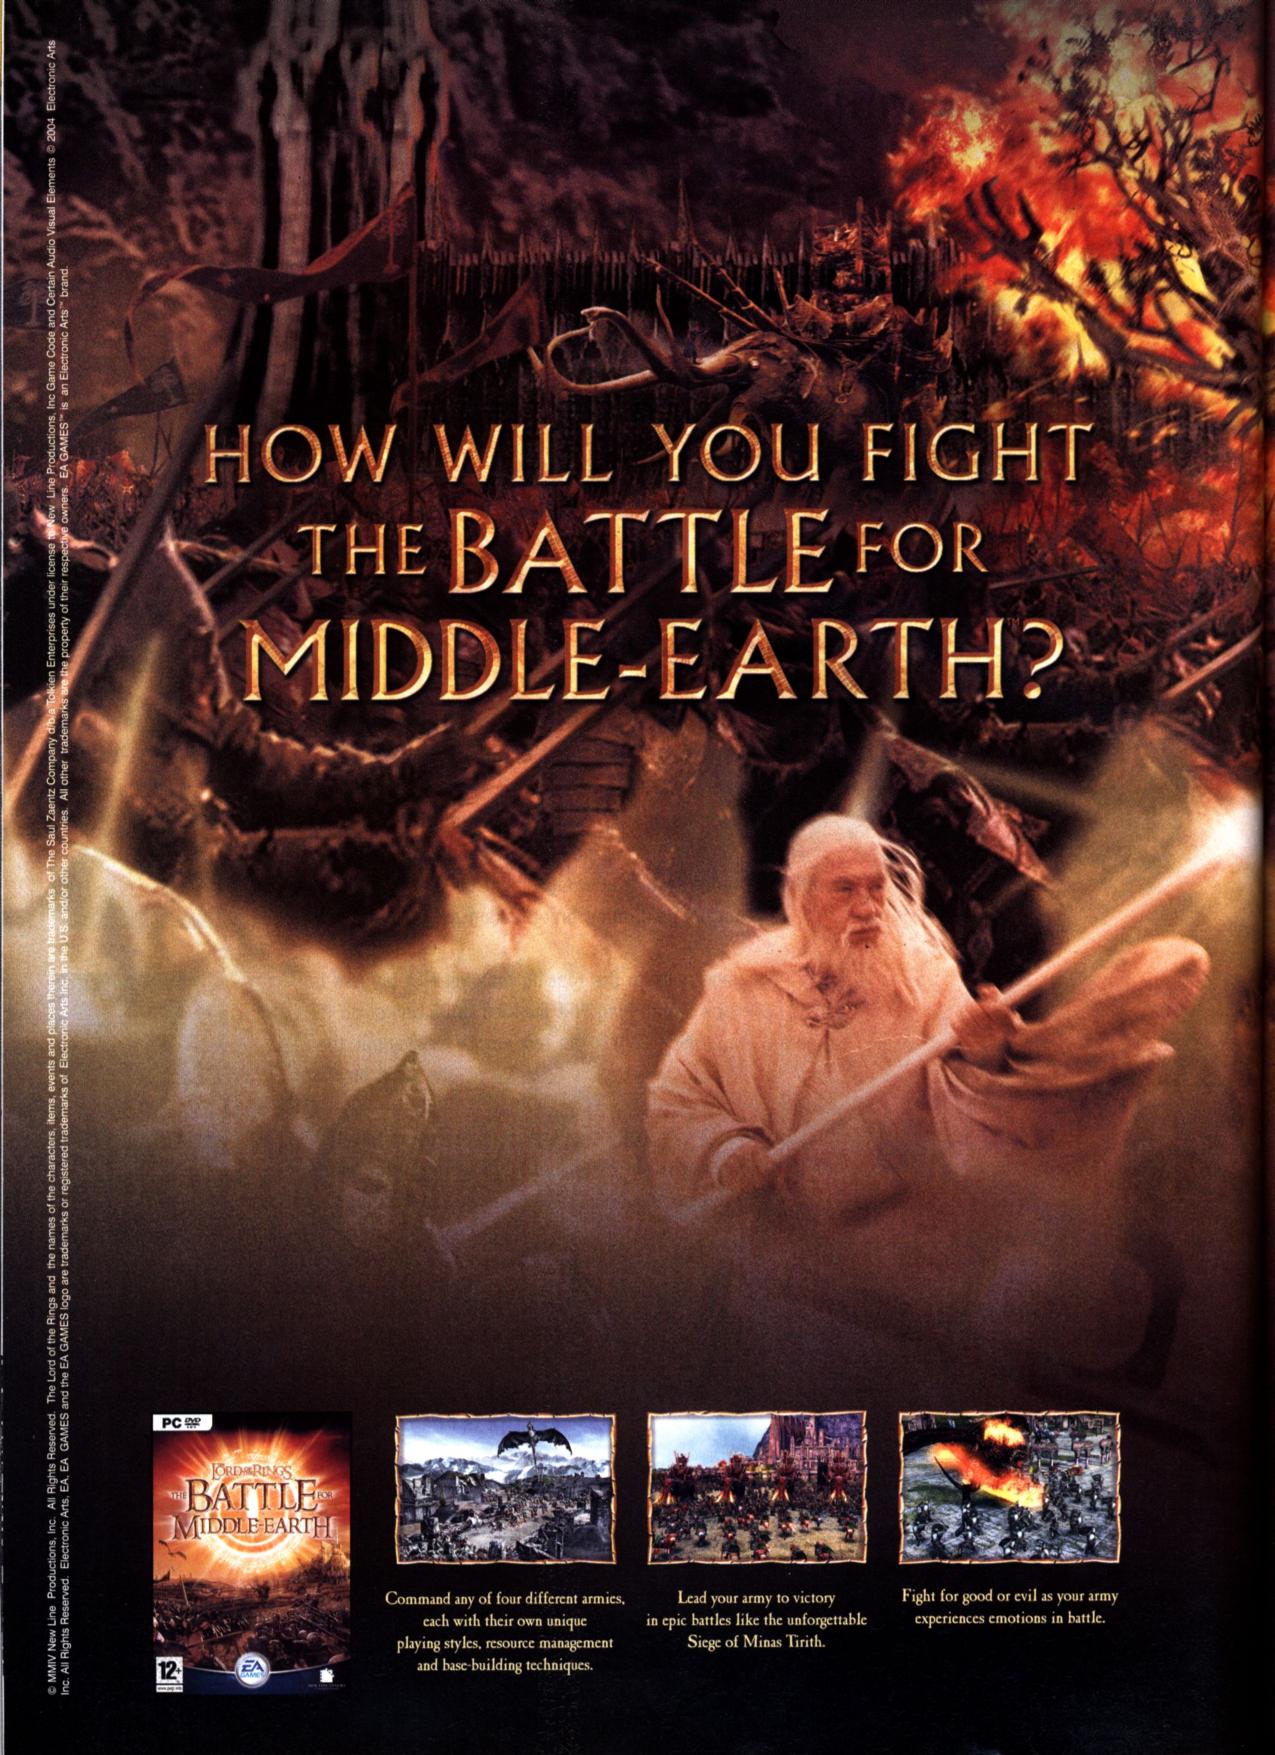 © MMIV New Line Productions, Inc. All Rights Reserved. The Lord of the Rings and the names of the characters, items, events and places therein are trademarks of The Saul Zaentz Company d/b/a Tolkien Enterprises under license to New Line Productions, Inc Game Code and Certain Audio Visual Elements © 2004 Electronic Arts
Inc. All Rights Reserved. Electronic Arts, EA, EA GAMES and the EA GAMES logo are trademarks or registered trademarks of Electronic Arts Inc. in the U.S. and/or other countries. All other trademarks are the property of their respective owners. EA GAMES™ is an Electronic Arts™ brand.
HOW WILL YOU FIGHT
THE BATTLE FOR
MIDDLE-EARTH™?
PC DVD
THE LORD OF THE RINGS
THE BATTLE FOR
MIDDLE-EARTH
12+
EA
GAMES
Command any of four different armies,
each with their own unique
playing styles, resource management
and base-building techniques.
Lead your army to victory
in epic battles like the unforgettable
Siege of Minas Tirith.
Fight for good or evil as your army
experiences emotions in battle.